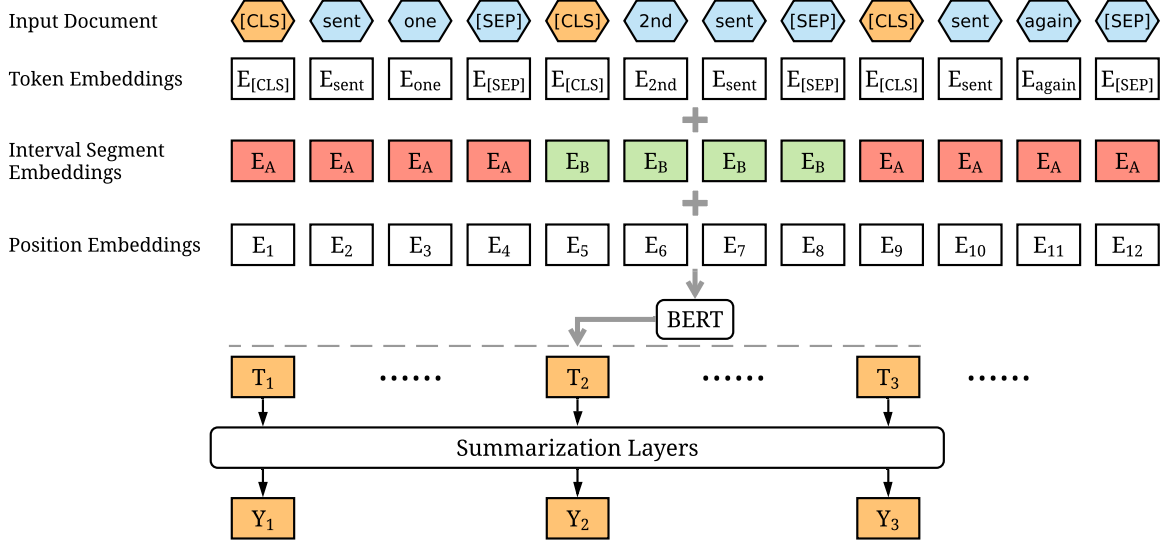 Input Document [CLS] sent one [SEP] [CLS] 2nd sent [SEP] [CLS] sent again [SEP]
Token Embeddings E[CLS] Esent Eone E[SEP] E[CLS] E2nd Esent E[SEP] E[CLS] Esent Eagain E[SEP]
+
Interval Segment
Embeddings EA EA EA EA EB EB EB EB EA EA EA EA
+
Position Embeddings E1 E2 E3 E4 E5 E6 E7 E8 E9 E10 E11 E12
BERT
T1 ······ T2 ······ T3 ······
Summarization Layers
Y1 Y2 Y3